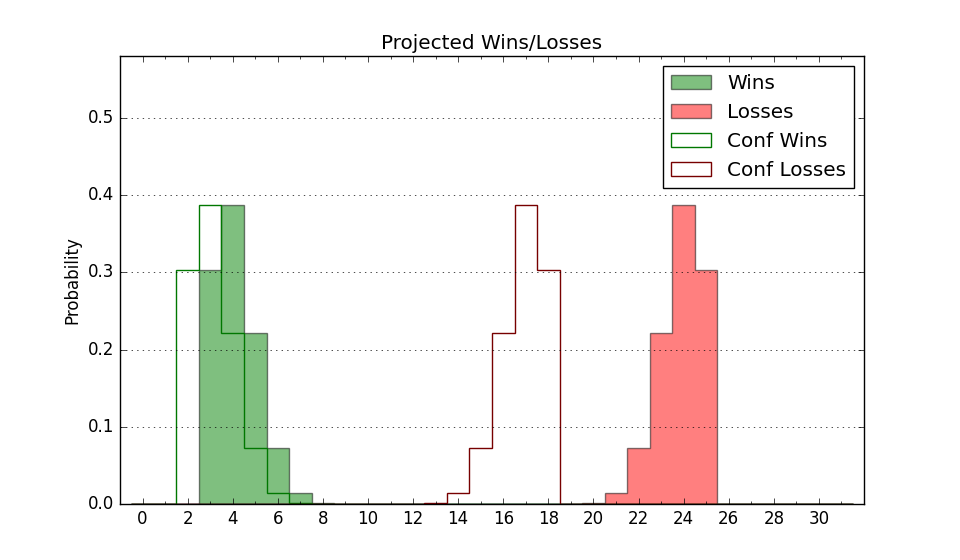 Projected Wins/Losses
Wins
Losses
Conf Wins
Conf Losses
Probability
0.5
0.4
0.3
0.2
0.1
0.0
0 2 4 6 8 10 12 14 16 18 20 22 24 26 28 30